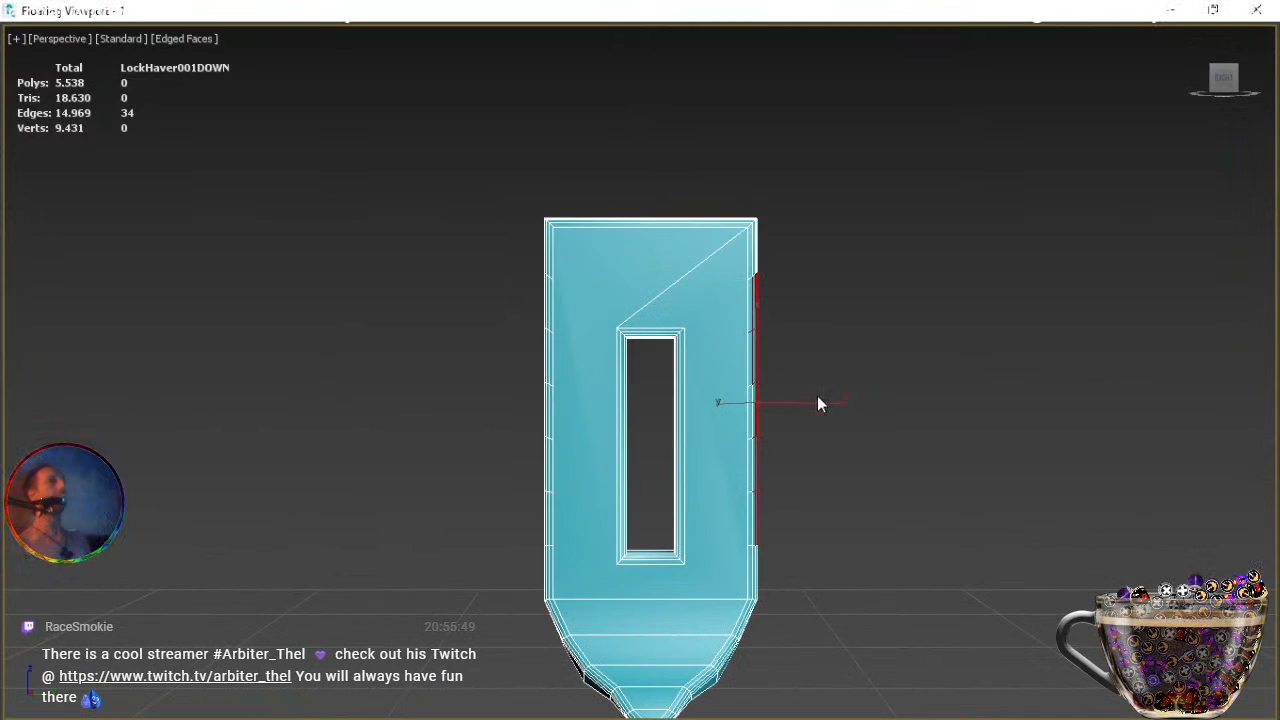 Floating Viewport - 1
[ + ] [Perspective ] [Standard ] [Edged Faces ]
Total LockHaver001DOWN
Polys: 5.538 0
Tris: 18.630 0
Edges: 14.969 34
Verts: 9.431 0
RIGHT
y
RaceSmokie 20:55:49
There is a cool streamer #Arbiter_Thel 💜 check out his Twitch
@ https://www.twitch.tv/arbiter_thel You will always have fun
there
z